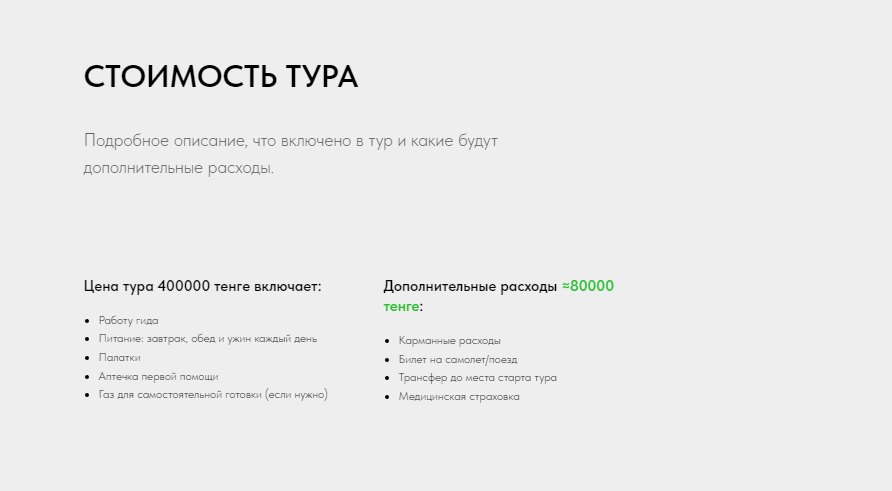 СТОИМОСТЬ ТУРА
Подробное описание, что включено в тур и какие будут
дополнительные расходы.
Цена тура 400000 тенге включает:
Работу гида
Питание: завтрак, обед и ужин каждый день
Палатки
Аптечка первой помощи
Газ для самостоятельной готовки (если нужно)
Дополнительные расходы ≈80000
тенге:
Карманные расходы
Билет на самолет/поезд
Трансфер до места старта тура
Медицинская страховка